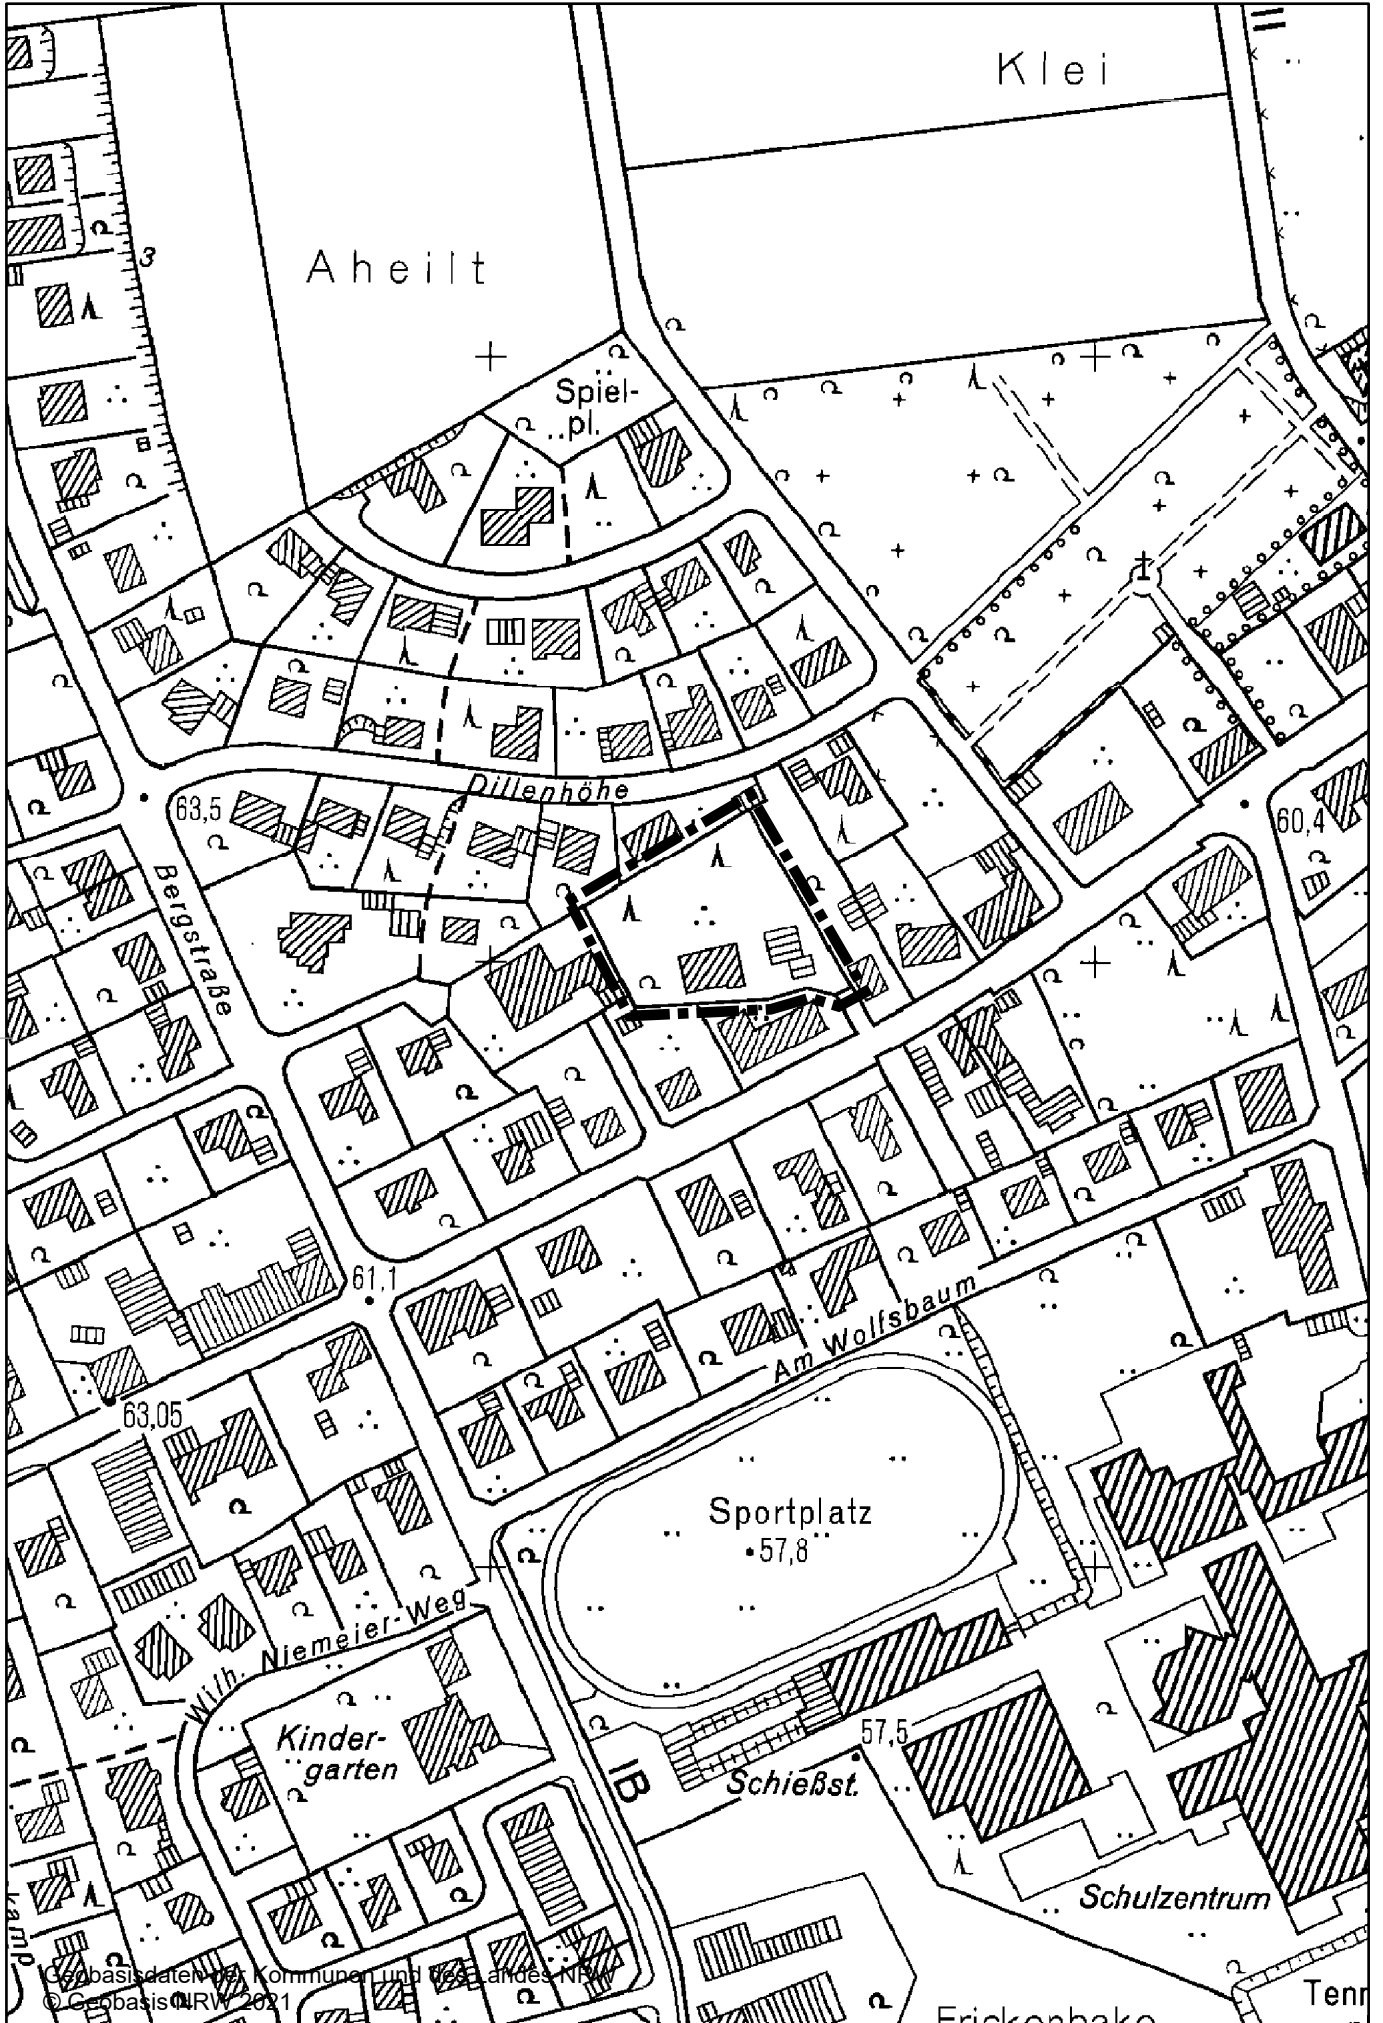 Klei
3
Aheilt
Spiel-
pl.
Dillenhöhe
63,5
60,4
Bergstraße
61,1
Am Wolfsbaum
63,05
Sportplatz
57,8
Wilh. Niemeier-Weg
Kinder-
garten
57,5
Schießst.
IB
Schulzentrum
kamp
Geobasisdaten der Kommunen und des Landes NRW
© Geobasis NRW 2021
Tenn